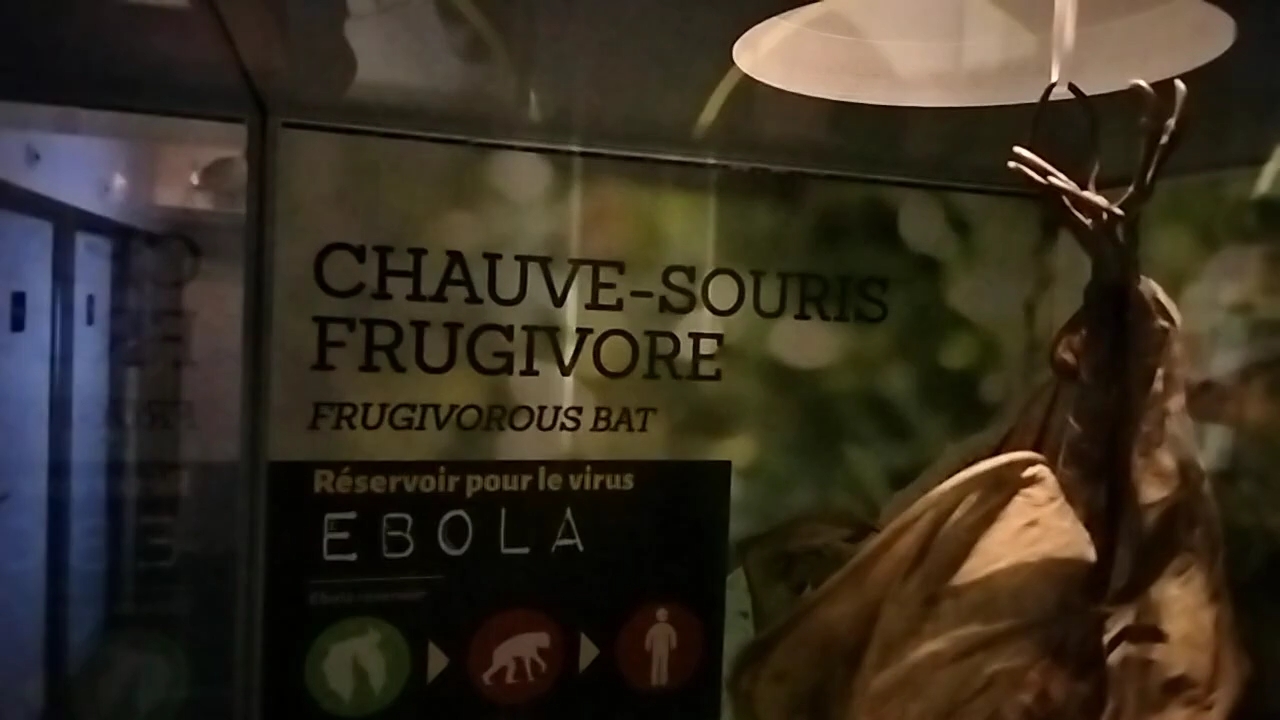 CHAUVE-SOURIS
FRUGIVORE
FRUGIVOROUS BAT
Réservoir pour le virus
EBOLA